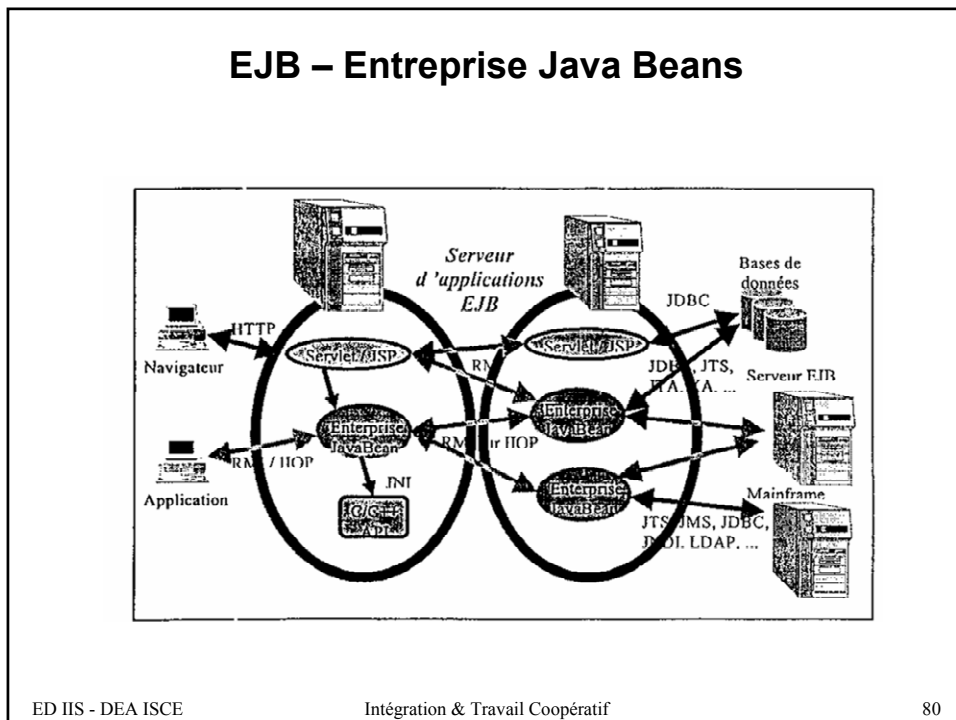 EJB – Entreprise Java Beans
Serveur
d 'applications
EJB
Bases de
données
JDBC
HTTP
Navigateur
Servlet / JSP
Servlet / JSP
JTS,
Serveur EJB
Enterprise
JavaBean
Enterprise
JavaBean
Application
JNI
Enterprise
JavaBean
Mainframe
JTS, JMS, JDBC,
LDAP, ...
ED IIS - DEA ISCE
Intégration & Travail Coopératif
80